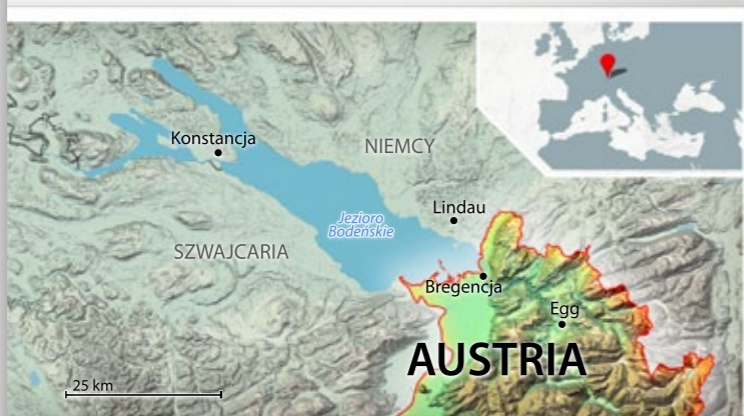 Konstancja
NIEMCY
Lindau
Jezioro
Bodeńskie
SZWAJCARIA
Bregencja
Egg
AUSTRIA
25 km